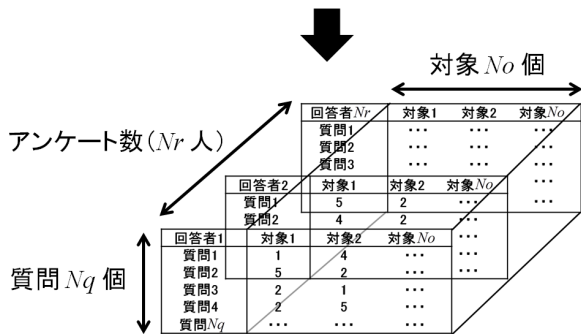 対象 No 個
アンケート数(Nr 人)
回答者Nr 対象1 対象2 対象No
質問1 … … …
質問2 … … …
質問3 … … …
…
…
回答者2 対象1 対象2 対象No
質問1 5 2 …
質問2 4 2 …
…
…
回答者1 対象1 対象2 対象No
質問1 1 4 …
質問2 5 2 …
質問3 2 1 …
質問4 2 5 …
質問Nq … … …
質問 Nq 個